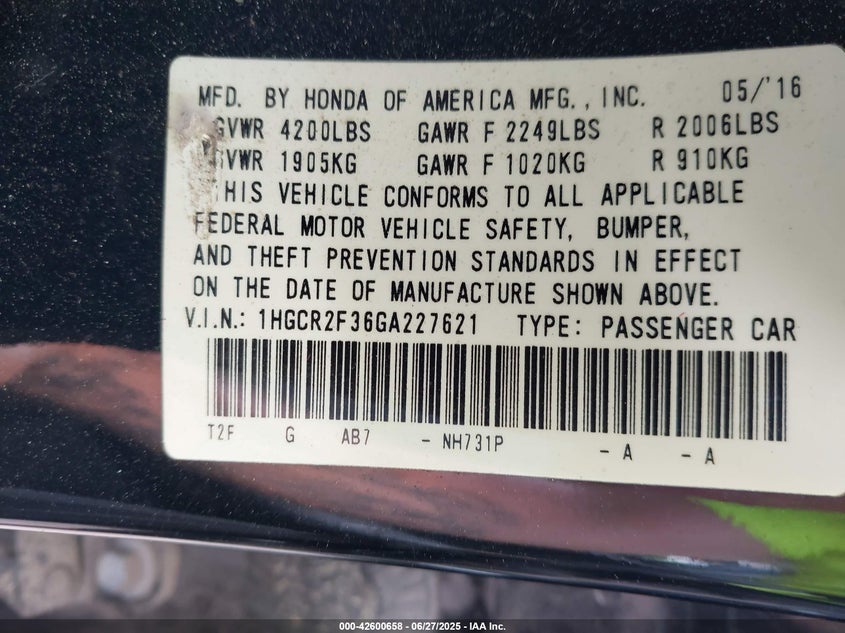 MFD. BY HONDA OF AMERICA MFG., INC. 05/'16
GVWR 4200LBS GAWR F 2249LBS R 2006LBS
GVWR 1905KG GAWR F 1020KG R 910KG
THIS VEHICLE CONFORMS TO ALL APPLICABLE
FEDERAL MOTOR VEHICLE SAFETY, BUMPER,
AND THEFT PREVENTION STANDARDS IN EFFECT
ON THE DATE OF MANUFACTURE SHOWN ABOVE.
V.I.N.: 1HGCR2F36GA227621 TYPE: PASSENGER CAR
T2F G AB7 - NH731P - A - A
000-42600658 - 06/27/2025 - IAA Inc.